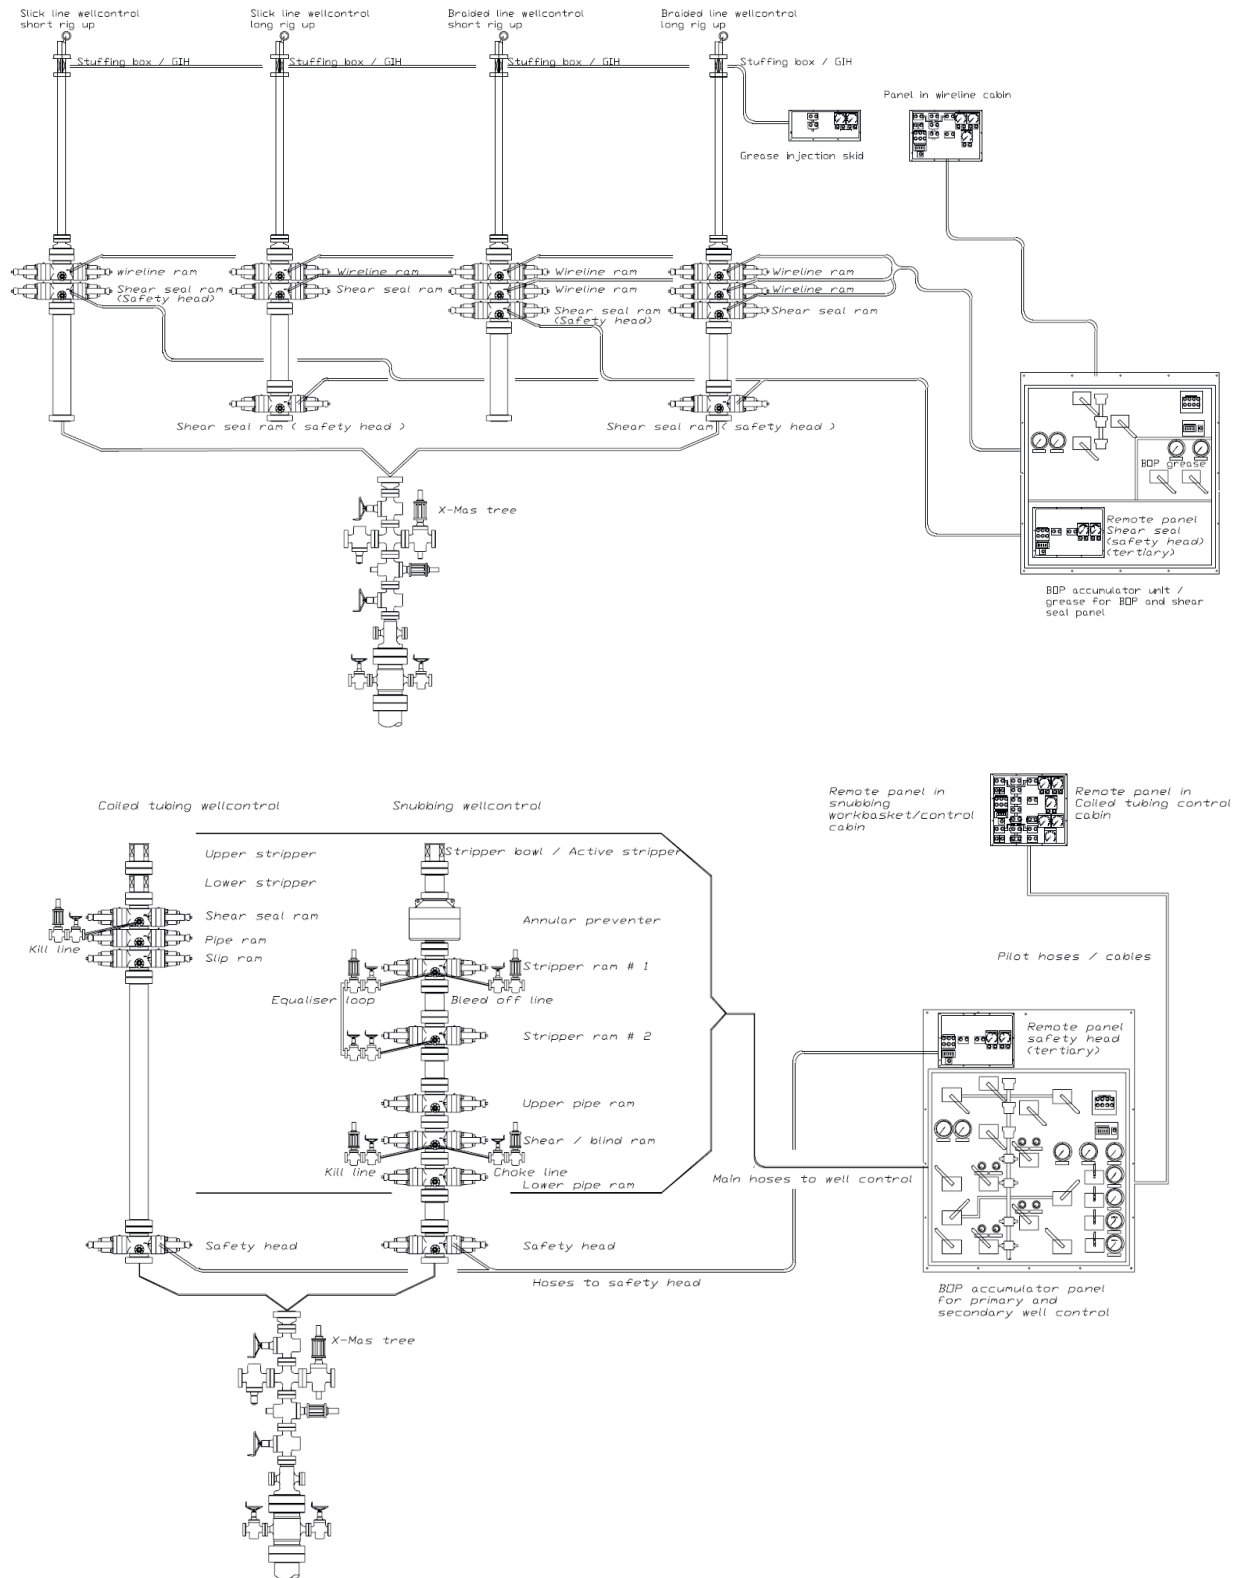 Slick line wellcontrol
short rig up
Slick line wellcontrol
long rig up
Braided line wellcontrol
short rig up
Braided line wellcontrol
long rig up
Stuffing box / GIH
Stuffing box / GIH
Stuffing box / GIH
Stuffing box / GIH
Panel in wireline cabin
Grease injection skid
wireline ram
Shear seal ram
(Safety head)
Wireline ram
Shear seal ram
Wireline ram
Wireline ram
Shear seal ram
(Safety head)
Wireline ram
Wireline ram
Shear seal ram
Shear seal ram ( safety head )
Shear seal ram ( safety head )
X-Mas tree
BOP grease
Remote panel
Shear seal
(safety head)
(tertiary)
BOP accumulator unit /
grease for BOP and shear
seal panel
Coiled tubing wellcontrol
Snubbing wellcontrol
Remote panel in
snubbing
workbasket/control
cabin
Remote panel in
Coiled tubing control
cabin
Upper stripper
Lower stripper
Shear seal ram
Kill line
Pipe ram
Slip ram
Stripper bowl / Active stripper
Annular preventer
Stripper ram # 1
Equaliser loop
Bleed off line
Stripper ram # 2
Upper pipe ram
Shear / blind ram
Kill line
Choke line
Lower pipe ram
Pilot hoses / cables
Remote panel
safety head
(tertiary)
Main hoses to well control
Safety head
Safety head
Hoses to safety head
BOP accumulator panel
for primary and
secondary well control
X-Mas tree